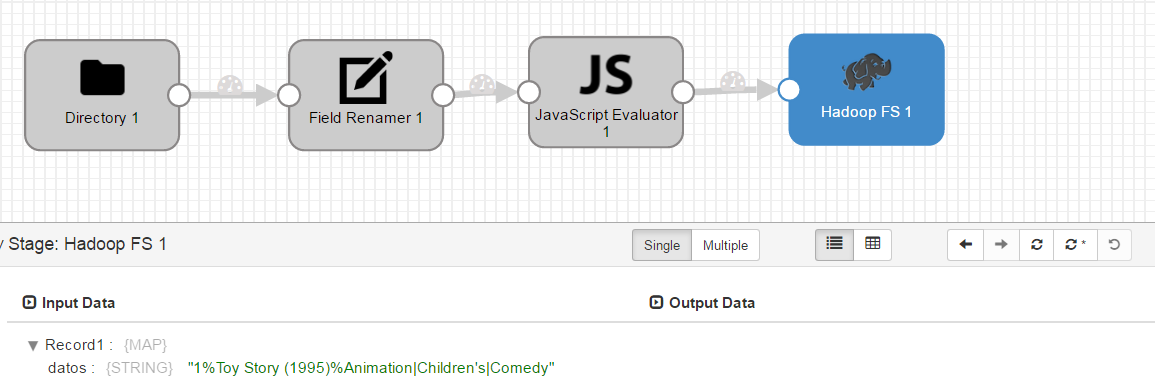 JS
Directory 1
Field Renamer 1
JavaScript Evaluator
1
Hadoop FS 1
Stage: Hadoop FS 1
Single
Multiple
*
Input Data
Output Data
Record1 : {MAP}
datos : {STRING} "1%Toy Story (1995)%Animation|Children's|Comedy"